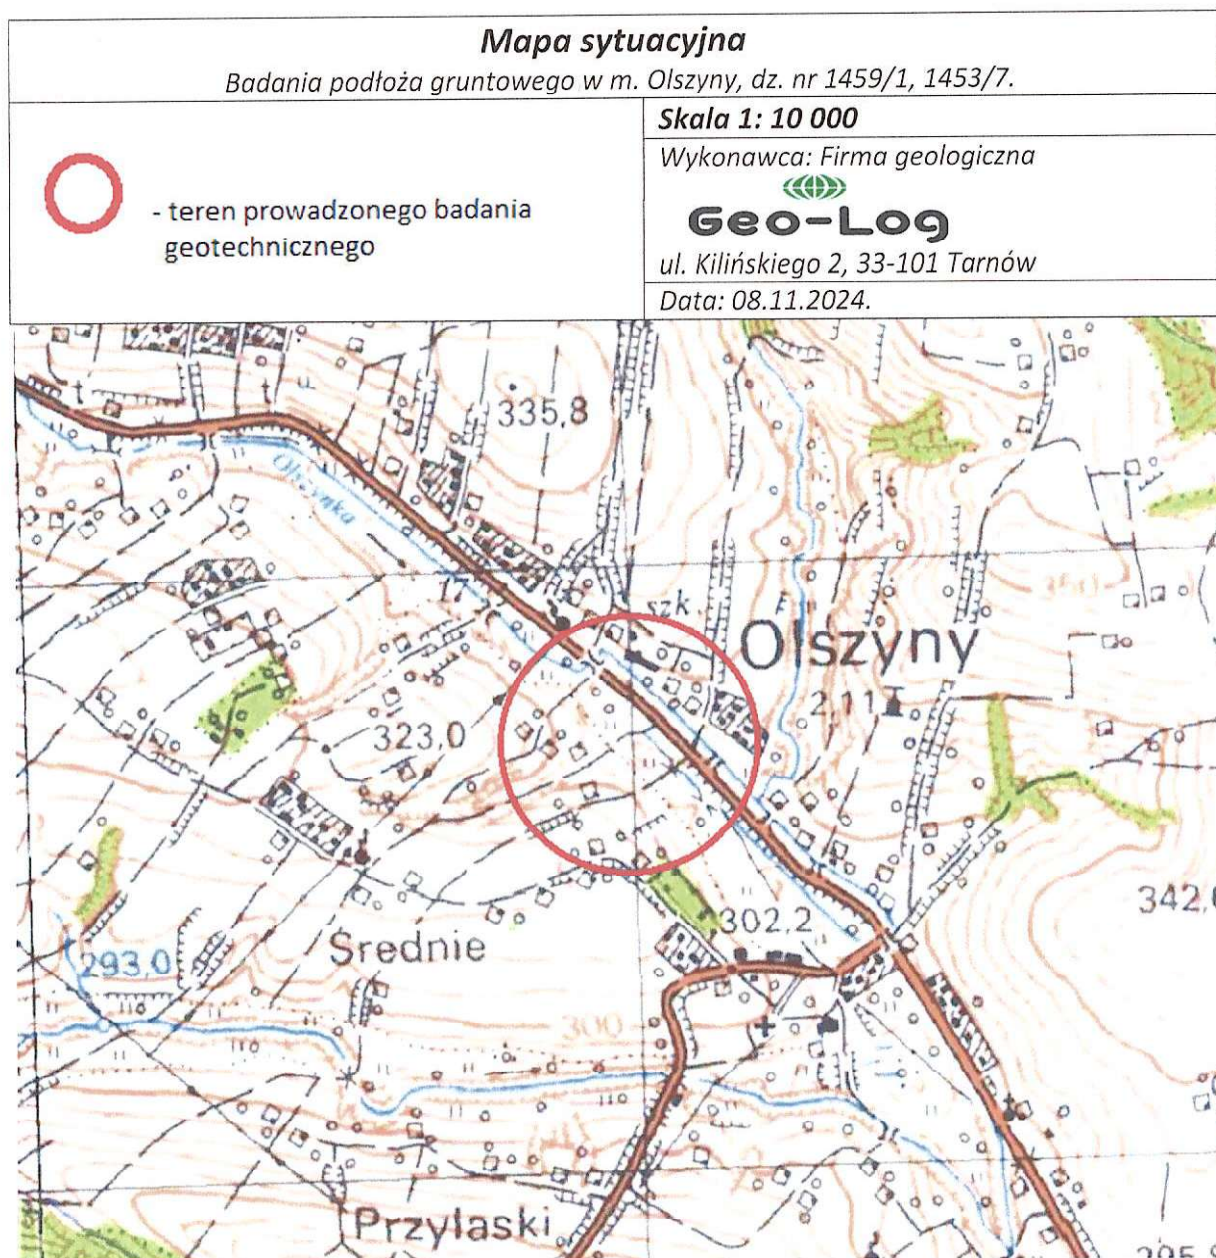 Mapa sytuacyjna
Badania podłoża gruntowego w m. Olszyny, dz. nr 1459/1, 1453/7.
Skala 1: 10 000
Wykonawca: Firma geologiczna
Geo-Log
ul. Kilińskiego 2, 33-101 Tarnów
Data: 08.11.2024.
- teren prowadzonego badania
geotechnicznego
335,8
Olszynka
szk
Olszyny
2,11
323,0
342,
302,2
Średnie
293,0
300
Przylaski